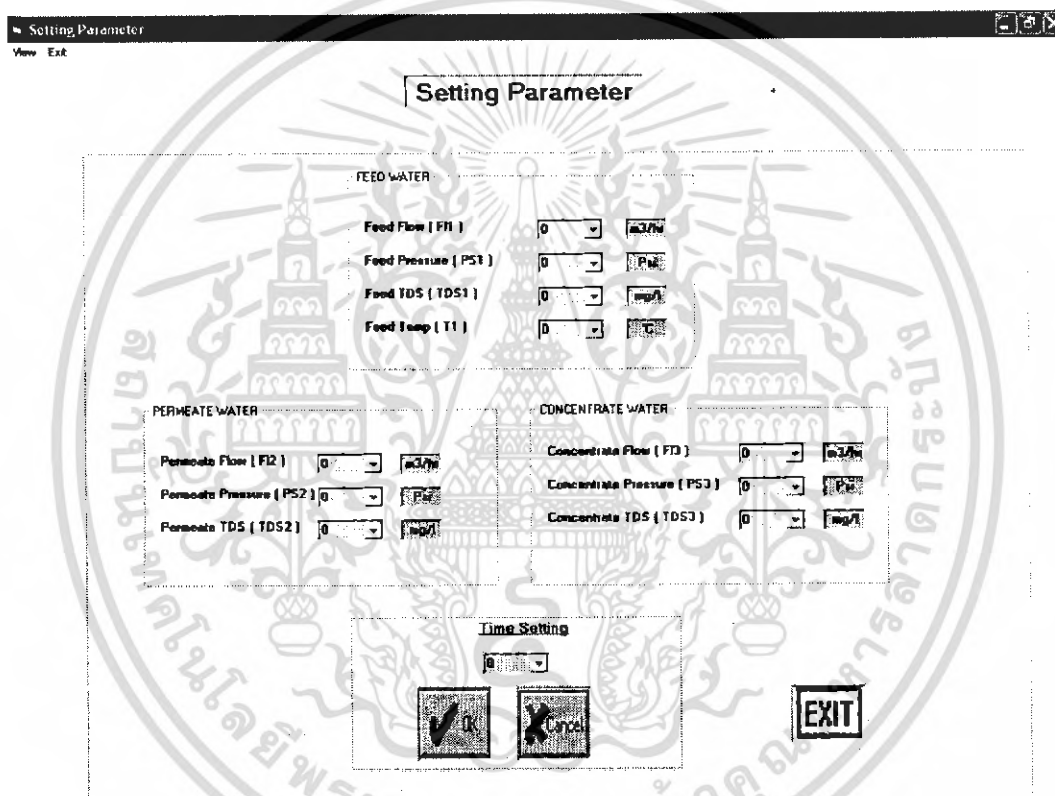 Setting Parameter
View Exit
Setting Parameter
FEED WATER
Feed Flow ( FI1 ) 0 m3/hr
Feed Pressure ( PS1 ) 0 Psi
Feed TDS ( TDS1 ) 0 mg/l
Feed Temp ( T1 ) 0 °C
PERMEATE WATER
Permeate Flow ( FI2 ) 0 m3/hr
Permeate Pressure ( PS2 ) 0 Psi
Permeate TDS ( TDS2 ) 0 mg/l
CONCENTRATE WATER
Concentrate Flow ( FI3 ) 0 m3/hr
Concentrate Pressure ( PS3 ) 0 Psi
Concentrate TDS ( TDS3 ) 0 mg/l
Time Setting
0
OK Cancel
EXIT